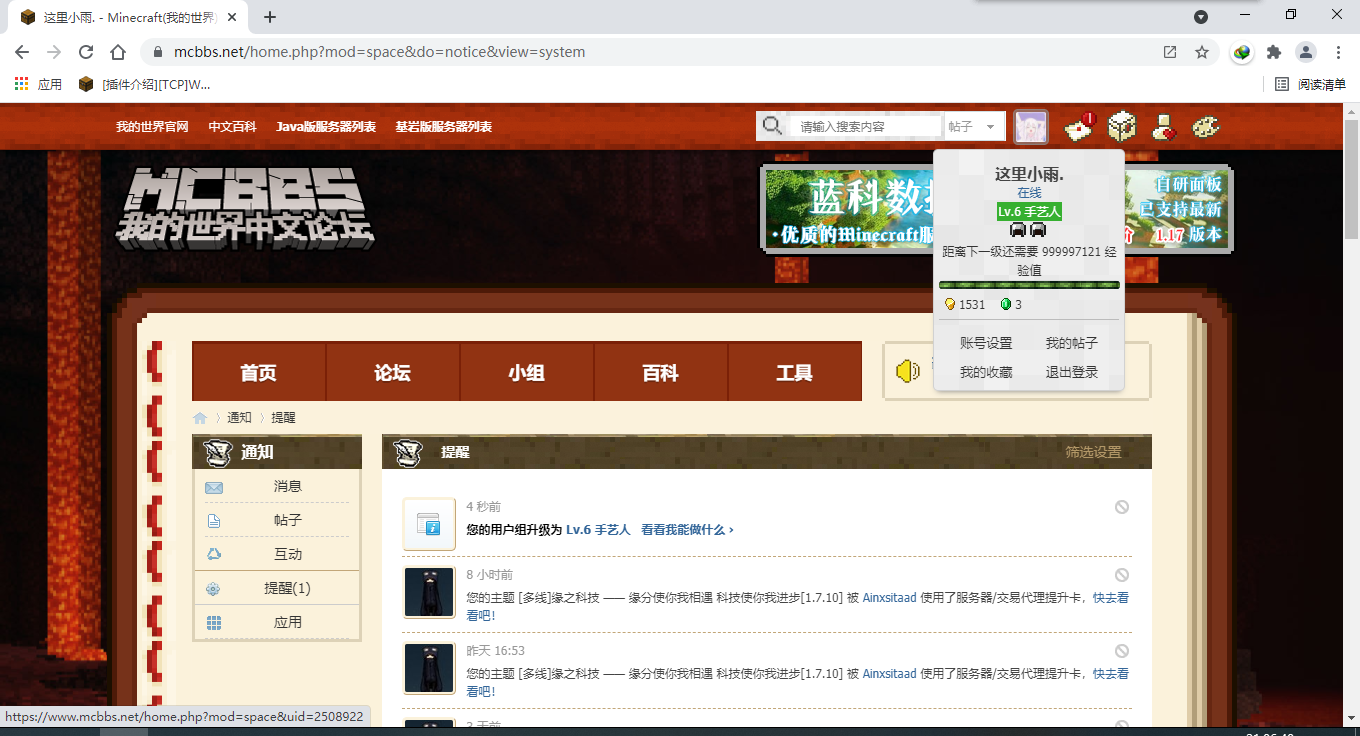 这里小雨. - Minecraft(我的世界)
mcbbs.net/home.php?mod=space&do=notice&view=system
应用
[插件介绍][TCP]W...
阅读清单
我的世界官网 中文百科 Java版服务器列表 基岩版服务器列表
请输入搜索内容 帖子
MCBBS
我的世界中文论坛
蓝科数
·优质的Minecraft服
自研面板
已支持最新
价 1.17 版本
这里小雨.
在线
Lv.6 手艺人
距离下一级还需要 999997121 经
验值
1531 3
账号设置 我的帖子
我的收藏 退出登录
首页 论坛 小组 百科 工具
通知 提醒
通知
消息
帖子
互动
提醒(1)
应用
提醒 筛选设置
4 秒前
您的用户组升级为 Lv.6 手艺人 看看我能做什么 ›
8 小时前
您的主题 [多线]缘之科技 —— 缘分使你我相遇 科技使你我进步[1.7.10] 被 Ainxsitaad 使用了服务器/交易代理提升卡，快去看
看吧！
昨天 16:53
您的主题 [多线]缘之科技 —— 缘分使你我相遇 科技使你我进步[1.7.10] 被 Ainxsitaad 使用了服务器/交易代理提升卡，快去看
看吧！
3 天前
https://www.mcbbs.net/home.php?mod=space&uid=2508922